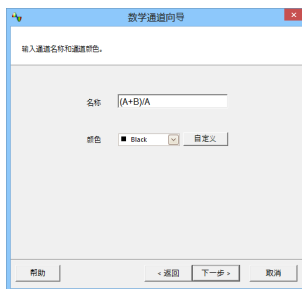 数学通道向导
输入通道名称和通道颜色。
名称 (A+B)/A
颜色 Black 自定义
帮助 < 返回 下一步 > 取消